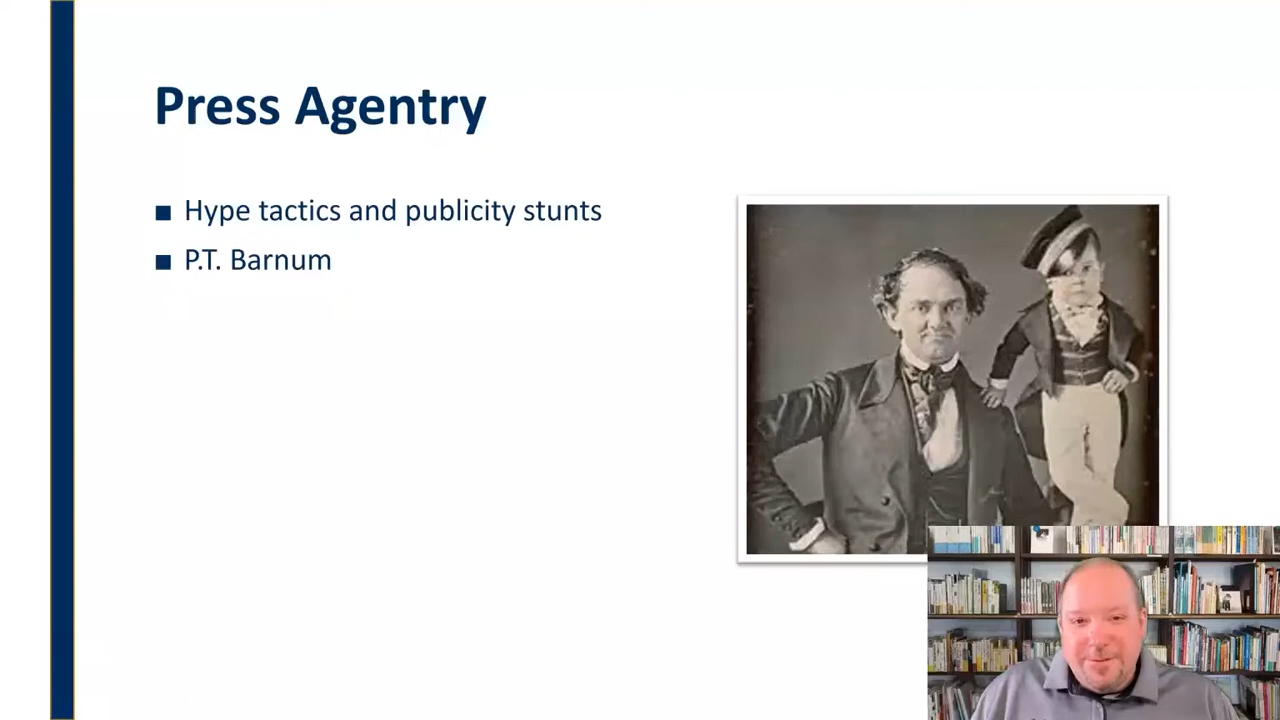 Press Agentry
■ Hype tactics and publicity stunts
■ P.T. Barnum